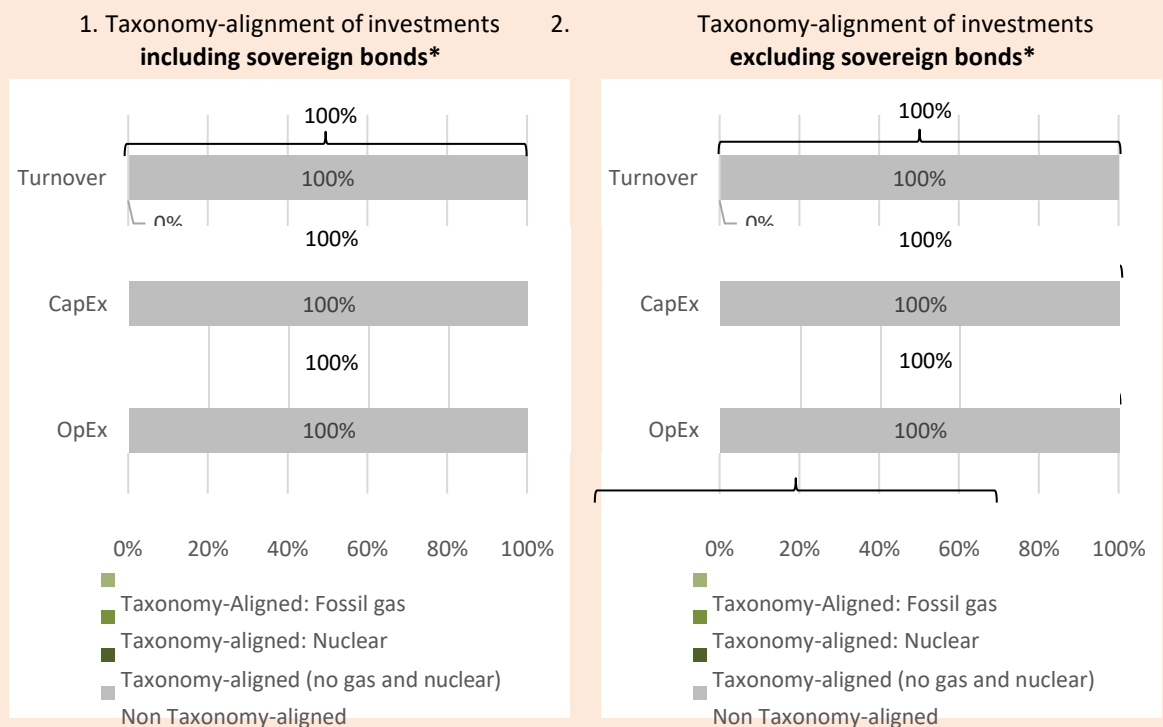 1. Taxonomy-alignment of investments
including sovereign bonds*
100%
Turnover
100%
0%
100%
CapEx
100%
100%
OpEx
100%
0% 20% 40% 60% 80% 100%
Taxonomy-Aligned: Fossil gas
Taxonomy-aligned: Nuclear
Taxonomy-aligned (no gas and nuclear)
Non Taxonomy-aligned
2. Taxonomy-alignment of investments
excluding sovereign bonds*
100%
Turnover
100%
0%
100%
CapEx
100%
100%
OpEx
100%
0% 20% 40% 60% 80% 100%
Taxonomy-Aligned: Fossil gas
Taxonomy-aligned: Nuclear
Taxonomy-aligned (no gas and nuclear)
Non Taxonomy-aligned